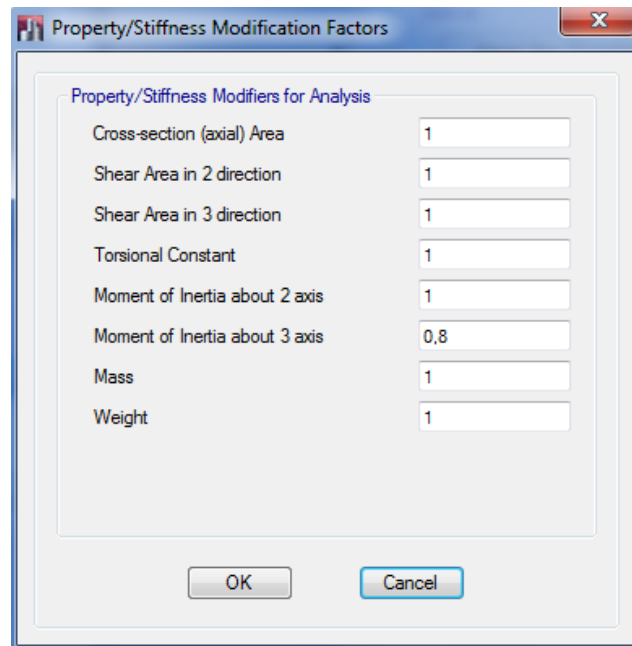 Property/Stiffness Modification Factors
Property/Stiffness Modifiers for Analysis
Cross-section (axial) Area 1
Shear Area in 2 direction 1
Shear Area in 3 direction 1
Torsional Constant 1
Moment of Inertia about 2 axis 1
Moment of Inertia about 3 axis 0,8
Mass 1
Weight 1
OK Cancel